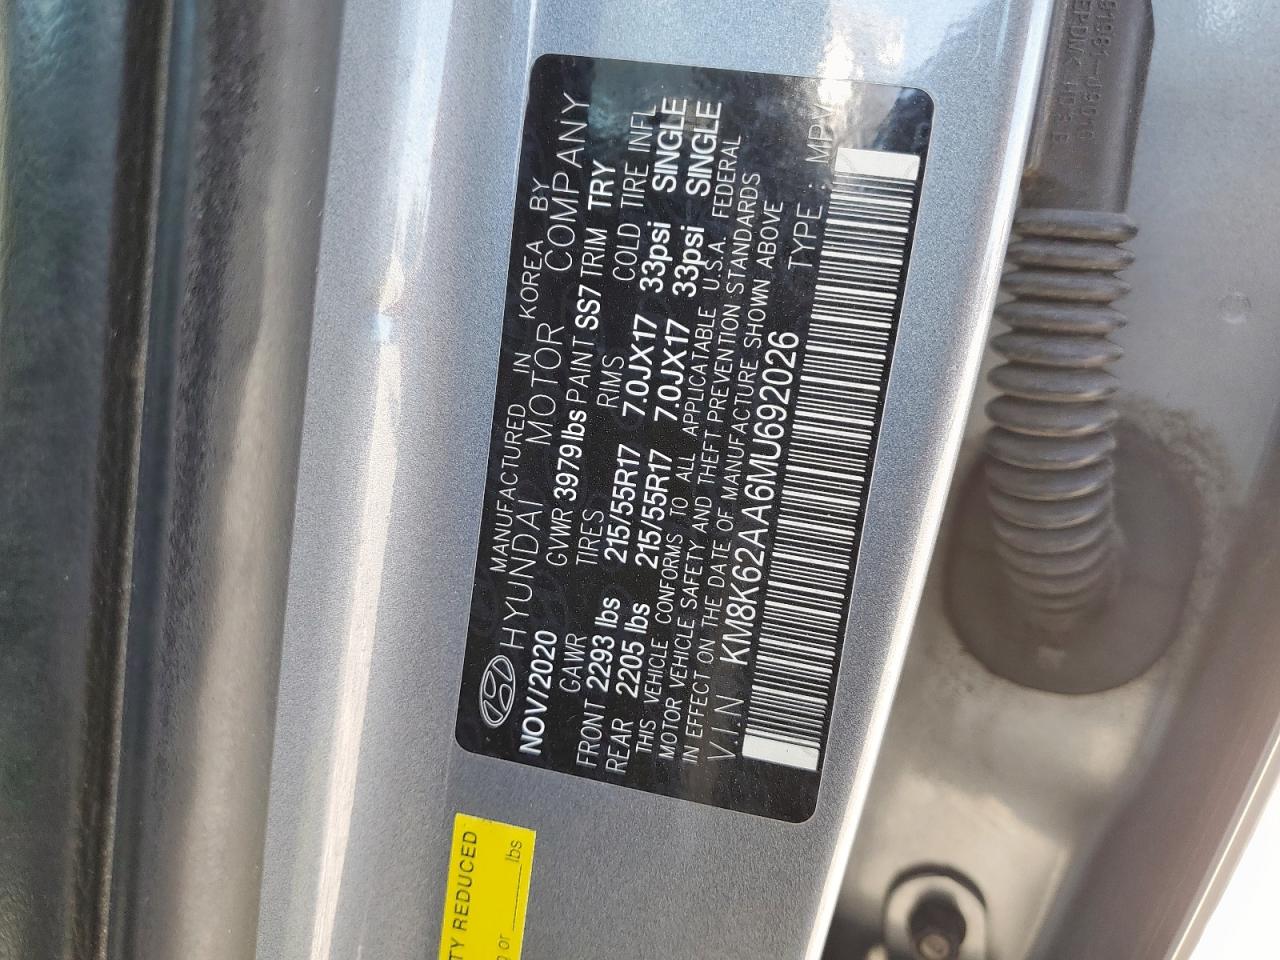 MANUFACTURED IN KOREA BY
HYUNDAI MOTOR COMPANY
NOV/2020 GVWR 3979 lbs PAINT SS7 TRIM TRY
GAWR TIRES RIMS COLD TIRE INFL
FRONT 2293 lbs 215/55R17 7.0JX17 33psi SINGLE
REAR 2205 lbs 215/55R17 7.0JX17 33psi SINGLE
THIS VEHICLE CONFORMS TO ALL APPLICATABLE U.S.A. FEDERAL
MOTOR VEHICLE SAFETY AND THEFT PREVENTION STANDARDS
IN EFFECT ON THE DATE OF MANUFACTURE SHOWN ABOVE
V.I.N KM8K62AA6MU692026 TYPE : MPV
TY REDUCED
or ____ lbs